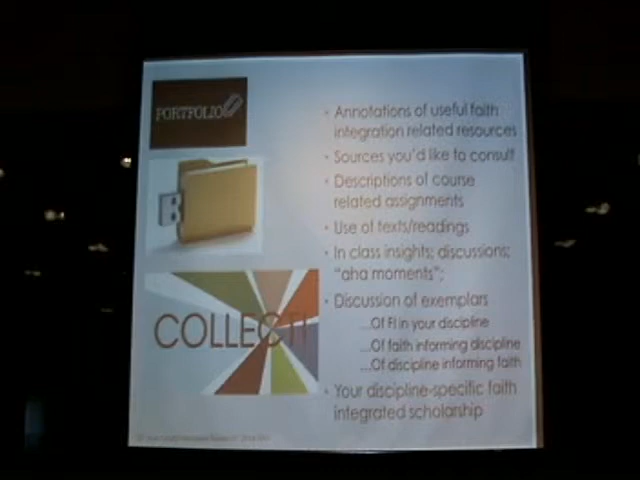 PORTFOLIO
COLLECT!
• Annotations of useful faith
integration related resources
• Sources you'd like to consult
• Descriptions of course
related assignments
• Use of texts/readings
• In class insights; discussions;
"aha moments";
• Discussion of exemplars
...Of FI in your discipline
...Of faith informing discipline
...Of discipline informing faith
• Your discipline-specific faith
integrated scholarship